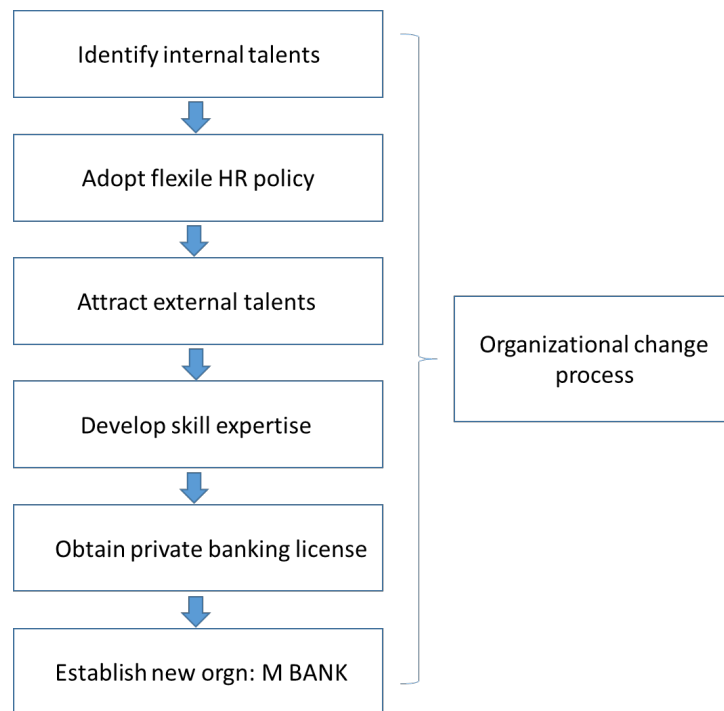 Identify internal talents
Adopt flexile HR policy
Attract external talents
Develop skill expertise
Obtain private banking license
Establish new orgn: M BANK
Organizational change
process